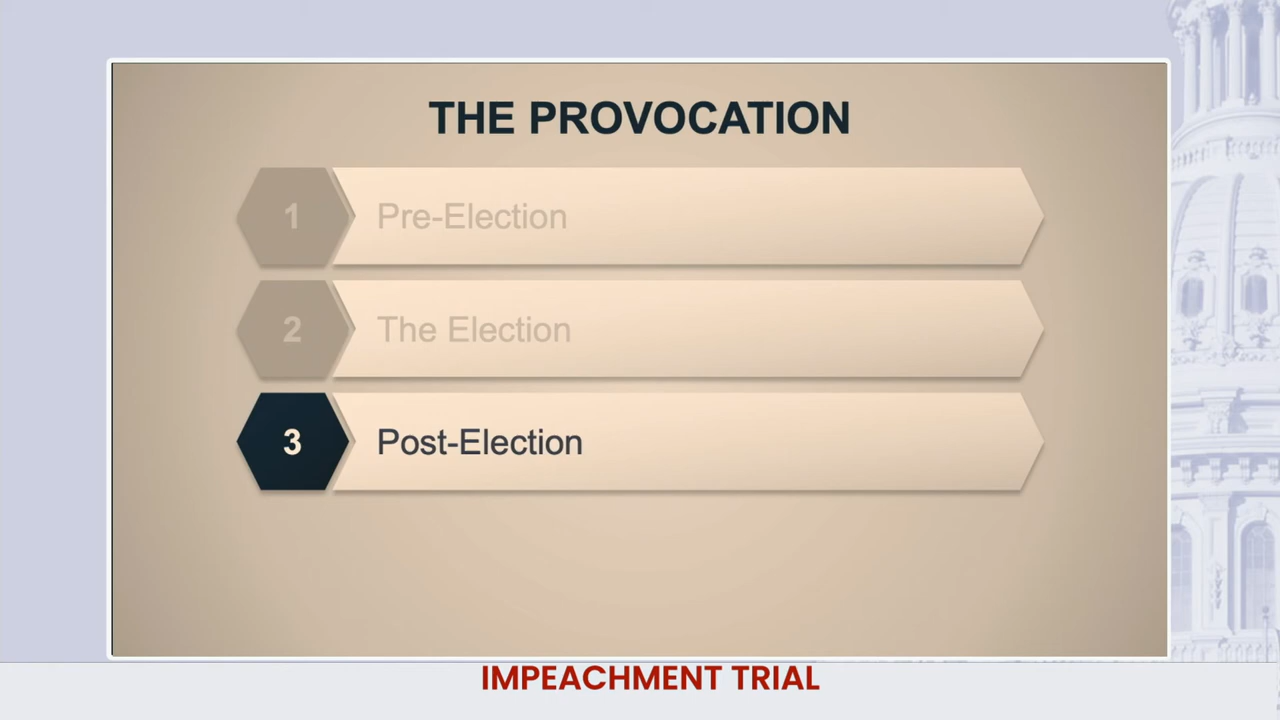 THE PROVOCATION
1 Pre-Election
2 The Election
3 Post-Election
IMPEACHMENT TRIAL